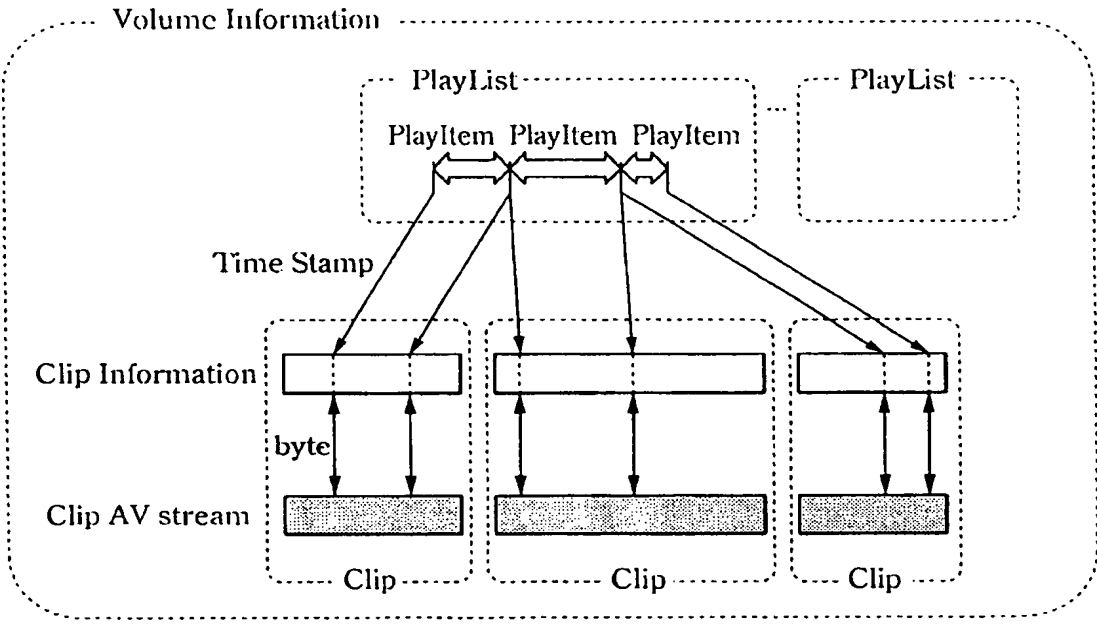 Volume Information
PlayList
PlayList
...
PlayItem PlayItem PlayItem
Time Stamp
Clip Information
byte
Clip AV stream
Clip
Clip
Clip